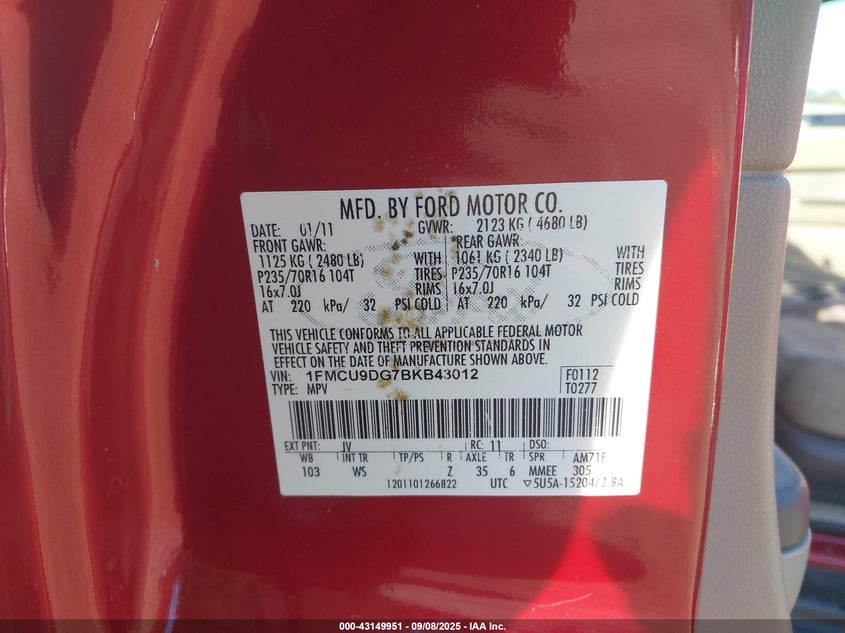 MFD. BY FORD MOTOR CO.
DATE: 01/11 GVWR: 2123 KG ( 4680 LB)
FRONT GAWR: REAR GAWR:
1125 KG ( 2480 LB) WITH 1061 KG ( 2340 LB) WITH
P235/70R16 104T TIRES P235/70R16 104T TIRES
16x7.0J RIMS 16x7.0J RIMS
AT 220 kPa/ 32 PSI COLD AT 220 kPa/ 32 PSI COLD
THIS VEHICLE CONFORMS TO ALL APPLICABLE FEDERAL MOTOR
VEHICLE SAFETY AND THEFT PREVENTION STANDARDS IN
EFFECT ON THE DATE OF MANUFACTURE SHOWN ABOVE.
VIN: 1FMCU9DG7BKB43012 F0112
TYPE: MPV T0277
EXT PNT: JV RC: 11 DSO:
WB INT TR TP/PS R AXLE TR SPR AM71F
103 WS Z 35 6 MMEE 305
1201101266822 UTC ▽5U5A-1520472-BA
000-43149951 09/08/2025 - IAA Inc.